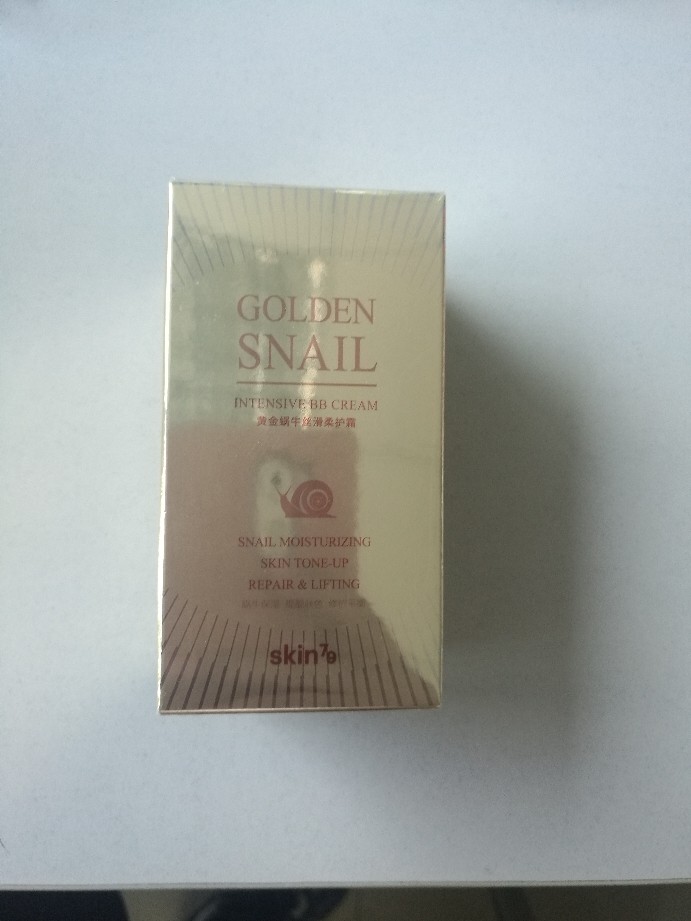 GOLDEN
SNAIL
INTENSIVE BB CREAM
黄金蜗牛丝滑柔护霜
SNAIL MOISTURIZING
SKIN TONE-UP
REPAIR & LIFTING
skin79